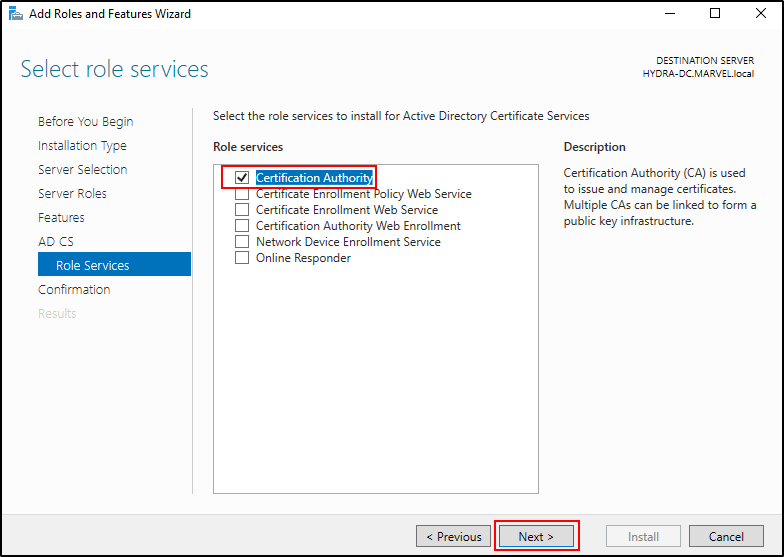 Add Roles and Features Wizard
Select role services
DESTINATION SERVER
HYDRA-DC.MARVEL.local
Before You Begin
Installation Type
Server Selection
Server Roles
Features
AD CS
Role Services
Confirmation
Results
Select the role services to install for Active Directory Certificate Services
Role services
Certification Authority
Certificate Enrollment Policy Web Service
Certificate Enrollment Web Service
Certification Authority Web Enrollment
Network Device Enrollment Service
Online Responder
Description
Certification Authority (CA) is used
to issue and manage certificates.
Multiple CAs can be linked to form a
public key infrastructure.
< Previous
Next >
Install
Cancel